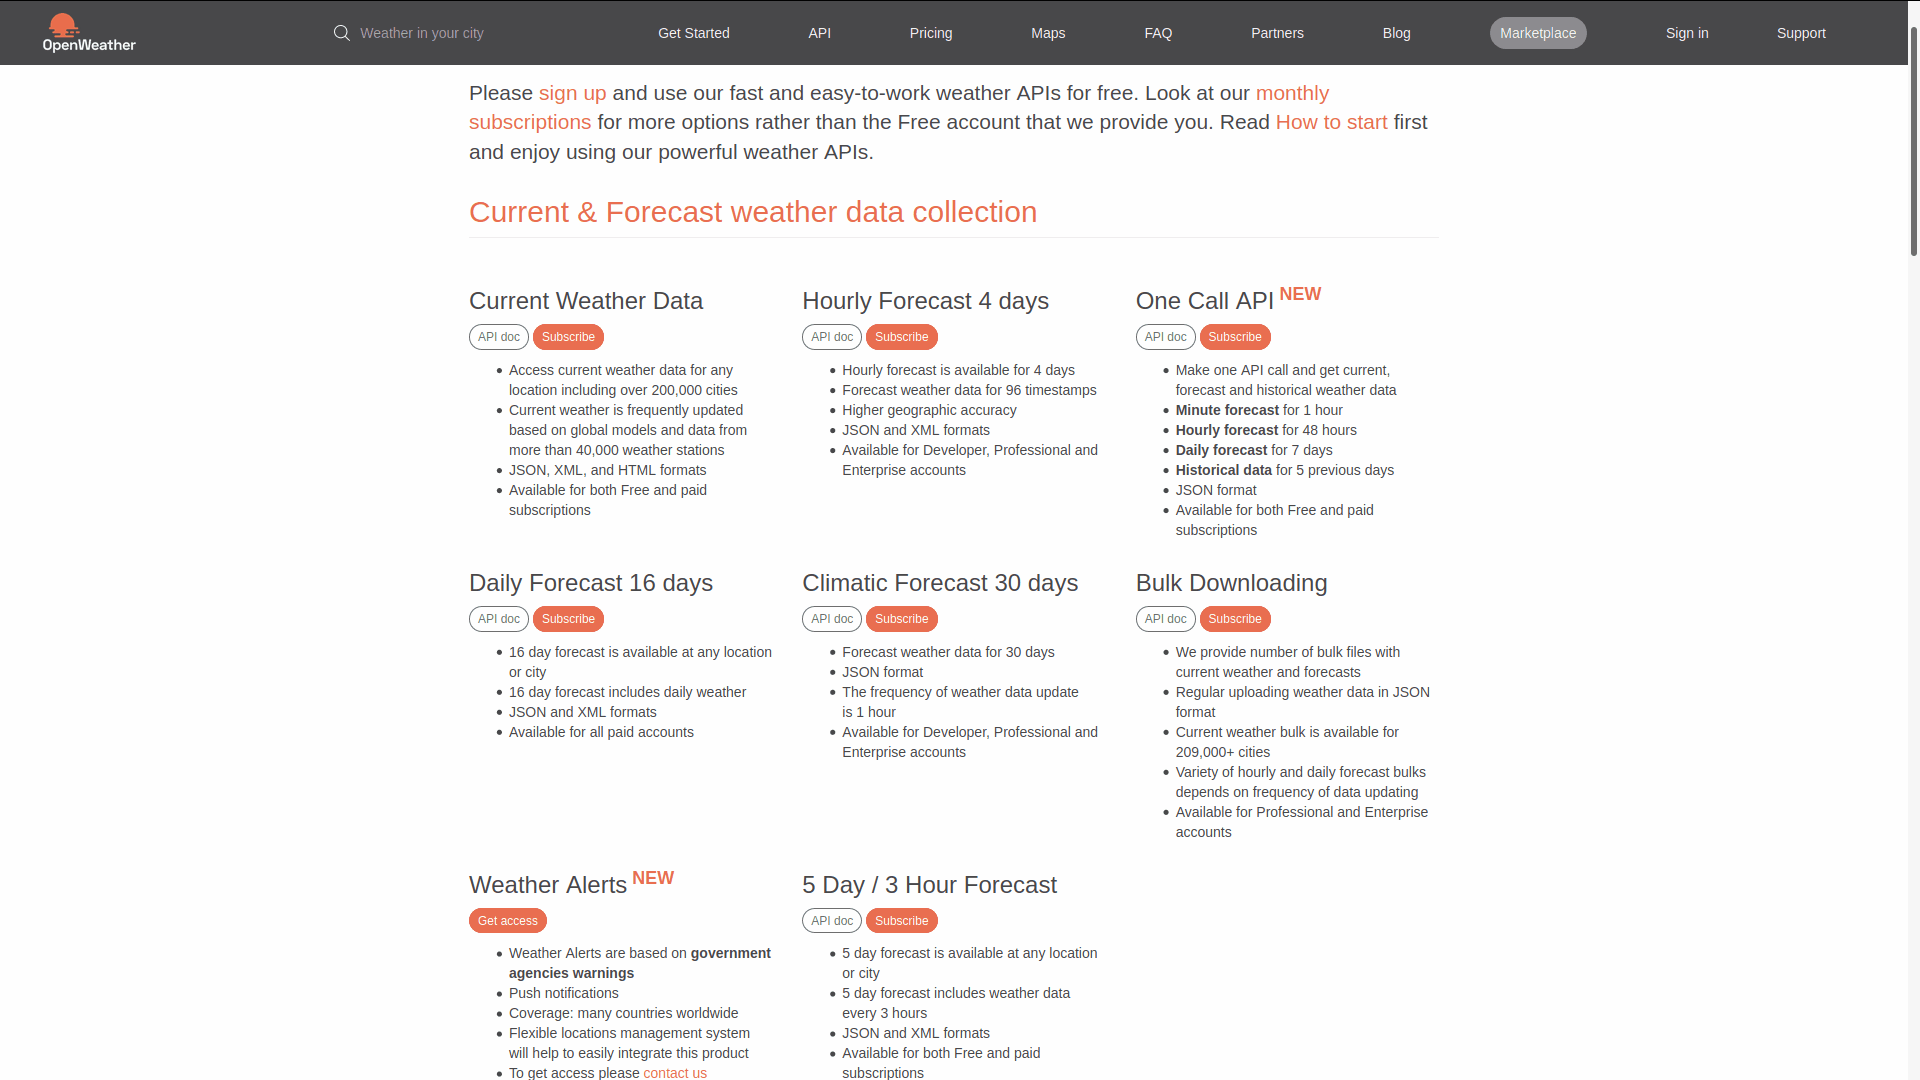 OpenWeather
Weather in your city
Get Started
API
Pricing
Maps
FAQ
Partners
Blog
Marketplace
Sign in
Support
Please sign up and use our fast and easy-to-work weather APIs for free. Look at our monthly
subscriptions for more options rather than the Free account that we provide you. Read How to start first
and enjoy using our powerful weather APIs.
Current & Forecast weather data collection
Current Weather Data
API doc Subscribe
Access current weather data for any
location including over 200,000 cities
Current weather is frequently updated
based on global models and data from
more than 40,000 weather stations
JSON, XML, and HTML formats
Available for both Free and paid
subscriptions
Hourly Forecast 4 days
API doc Subscribe
Hourly forecast is available for 4 days
Forecast weather data for 96 timestamps
Higher geographic accuracy
JSON and XML formats
Available for Developer, Professional and
Enterprise accounts
One Call API NEW
API doc Subscribe
Make one API call and get current,
forecast and historical weather data
Minute forecast for 1 hour
Hourly forecast for 48 hours
Daily forecast for 7 days
Historical data for 5 previous days
JSON format
Available for both Free and paid
subscriptions
Daily Forecast 16 days
API doc Subscribe
16 day forecast is available at any location
or city
16 day forecast includes daily weather
JSON and XML formats
Available for all paid accounts
Climatic Forecast 30 days
API doc Subscribe
Forecast weather data for 30 days
JSON format
The frequency of weather data update
is 1 hour
Available for Developer, Professional and
Enterprise accounts
Bulk Downloading
API doc Subscribe
We provide number of bulk files with
current weather and forecasts
Regular uploading weather data in JSON
format
Current weather bulk is available for
209,000+ cities
Variety of hourly and daily forecast bulks
depends on frequency of data updating
Available for Professional and Enterprise
accounts
Weather Alerts NEW
Get access
Weather Alerts are based on government
agencies warnings
Push notifications
Coverage: many countries worldwide
Flexible locations management system
will help to easily integrate this product
To get access please contact us
5 Day / 3 Hour Forecast
API doc Subscribe
5 day forecast is available at any location
or city
5 day forecast includes weather data
every 3 hours
JSON and XML formats
Available for both Free and paid
subscriptions